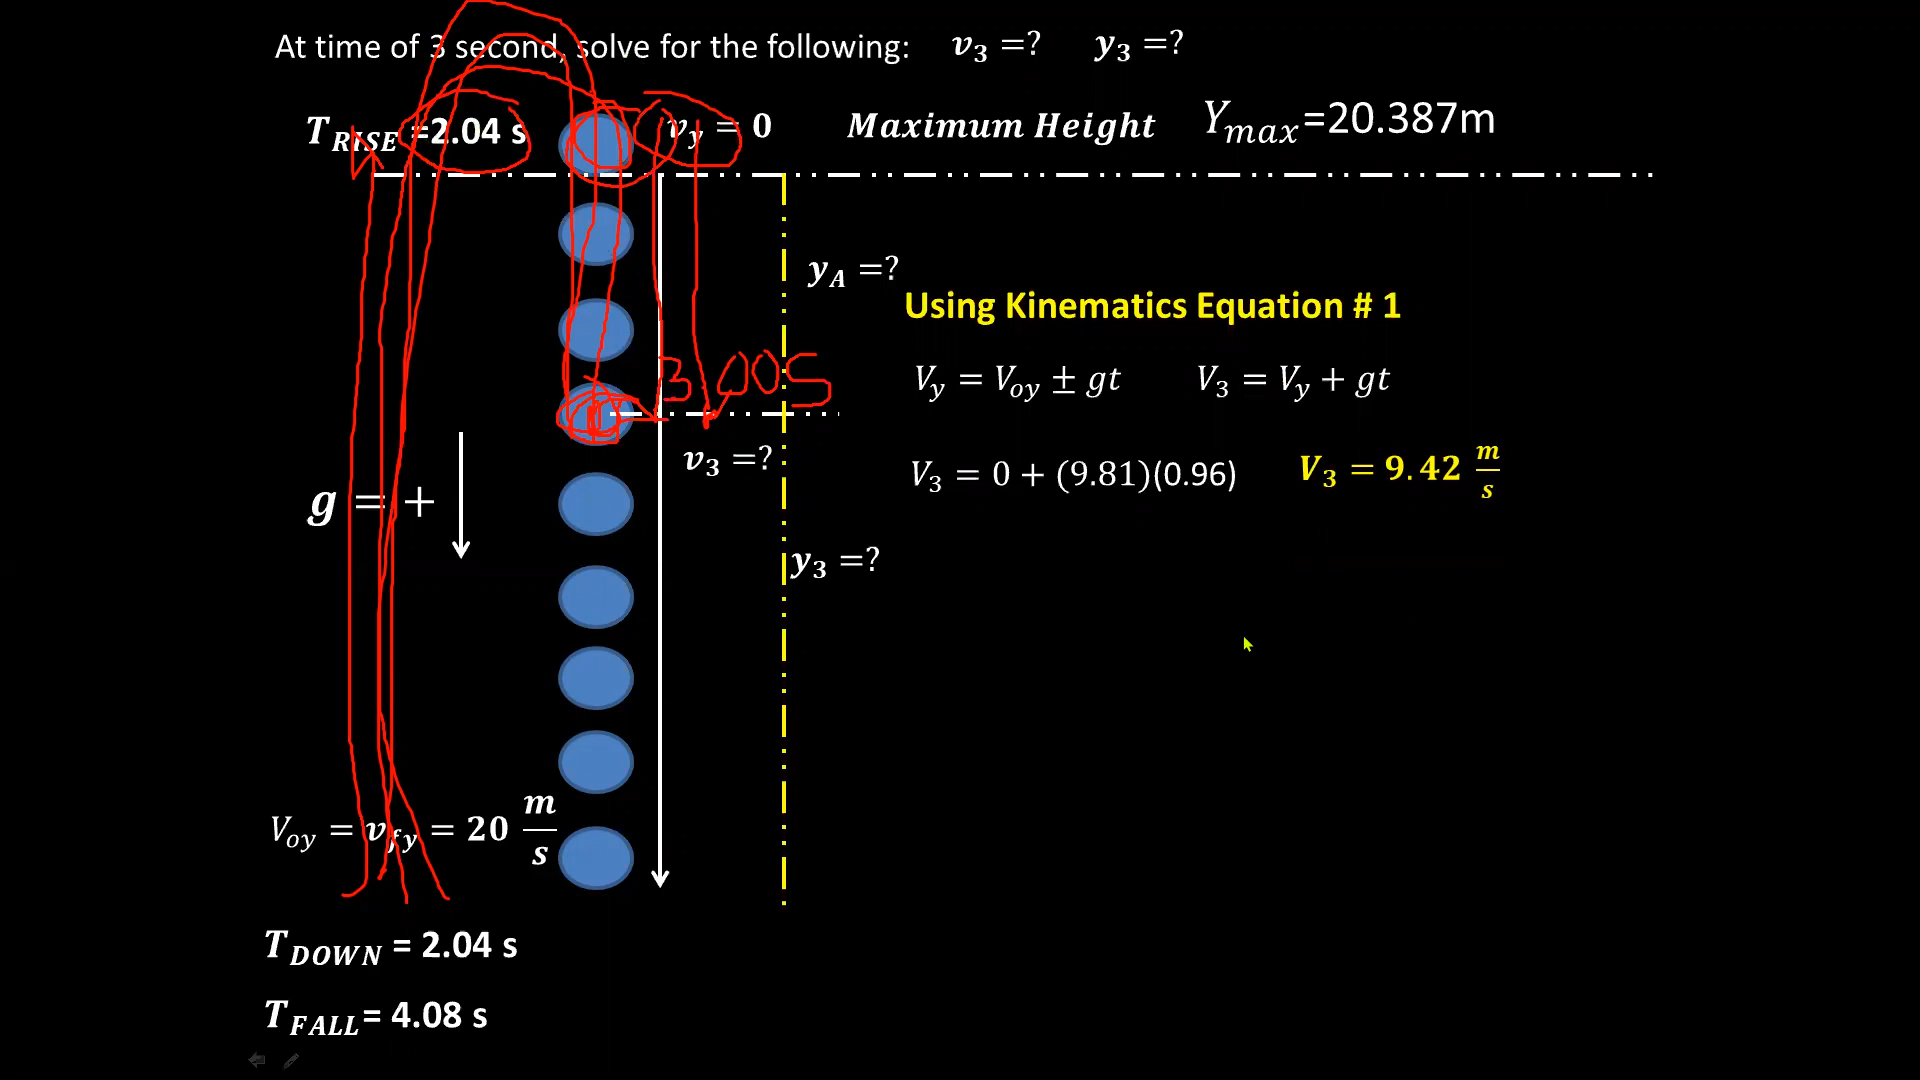 At time of 3 second, solve for the following: v₃ =? y₃ =?
T_RISE =2.04 s v_y = 0 Maximum Height Y_max=20.387m
y_A =?
Using Kinematics Equation # 1
3.00S
V_y = V_oy ± gt V₃ = V_y + gt
v₃ =?
V₃ = 0 + (9.81)(0.96) V₃ = 9.42 m/s
g = +
y₃ =?
V_oy = v_fy = 20 m/s
T_DOWN = 2.04 s
T_FALL= 4.08 s